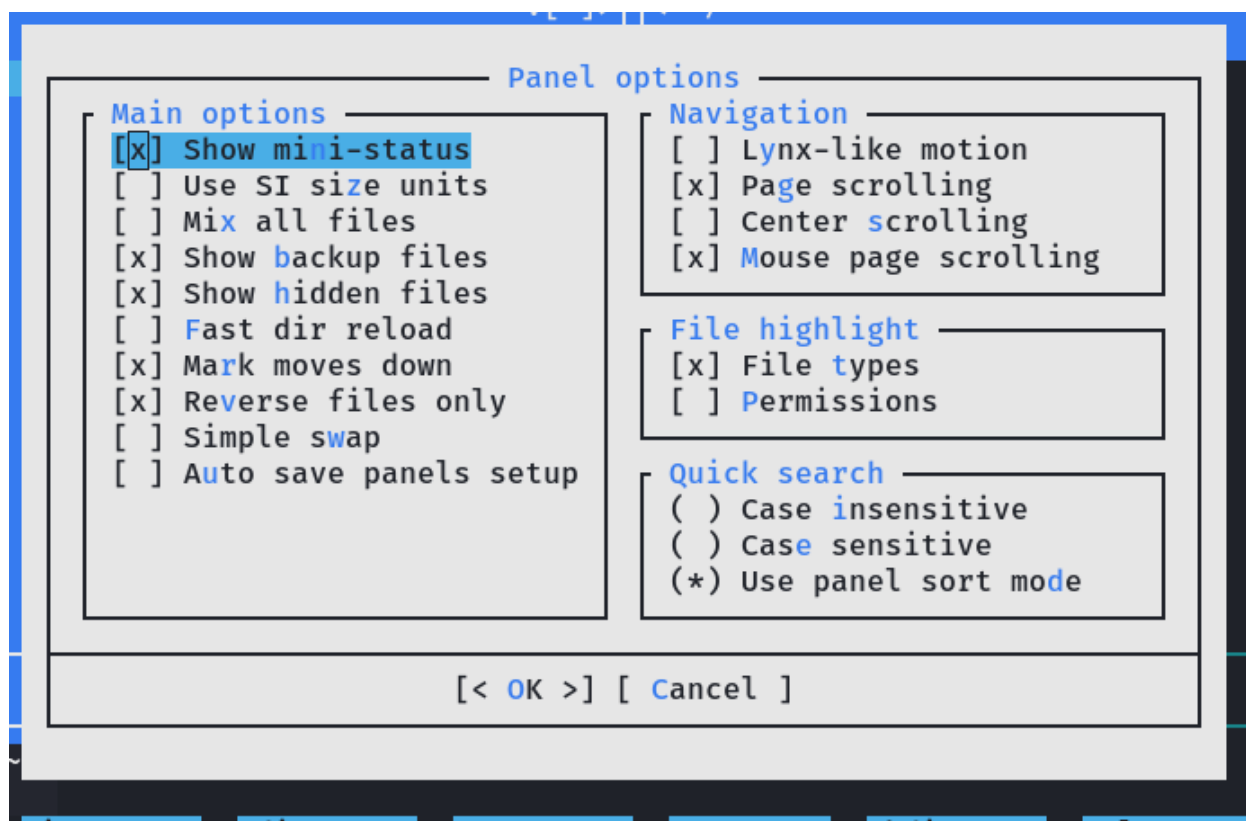 Panel options
Main options
[x] Show mini-status
[ ] Use SI size units
[ ] Mix all files
[x] Show backup files
[x] Show hidden files
[ ] Fast dir reload
[x] Mark moves down
[x] Reverse files only
[ ] Simple swap
[ ] Auto save panels setup
Navigation
[ ] Lynx-like motion
[x] Page scrolling
[ ] Center scrolling
[x] Mouse page scrolling
File highlight
[x] File types
[ ] Permissions
Quick search
( ) Case insensitive
( ) Case sensitive
(*) Use panel sort mode
[< OK >] [ Cancel ]
~